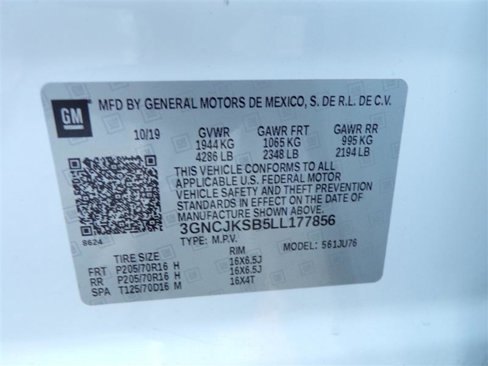 GM
MFD BY GENERAL MOTORS DE MEXICO, S. DE R.L. DE C.V.
10/19 GVWR GAWR FRT GAWR RR
1944 KG 1065 KG 995 KG
4286 LB 2348 LB 2194 LB
THIS VEHICLE CONFORMS TO ALL
APPLICABLE U.S. FEDERAL MOTOR
VEHICLE SAFETY AND THEFT PREVENTION
STANDARDS IN EFFECT ON THE DATE OF
MANUFACTURE SHOWN ABOVE.
3GNCJKSB5LL177856
8624
TYPE: M.P.V. MODEL: 561JU76
TIRE SIZE RIM
FRT P205/70R16 H 16X6.5J
RR P205/70R16 H 16X6.5J
SPA T125/70D16 M 16X4T